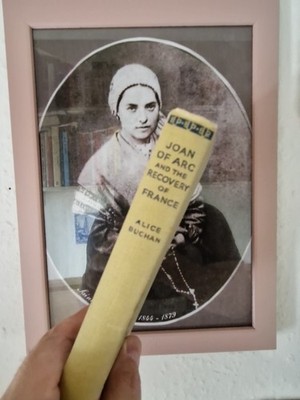 JOAN
OF ARC
AND THE
RECOVERY
OF
FRANCE
ALICE
BUCHAN
1844 - 1879